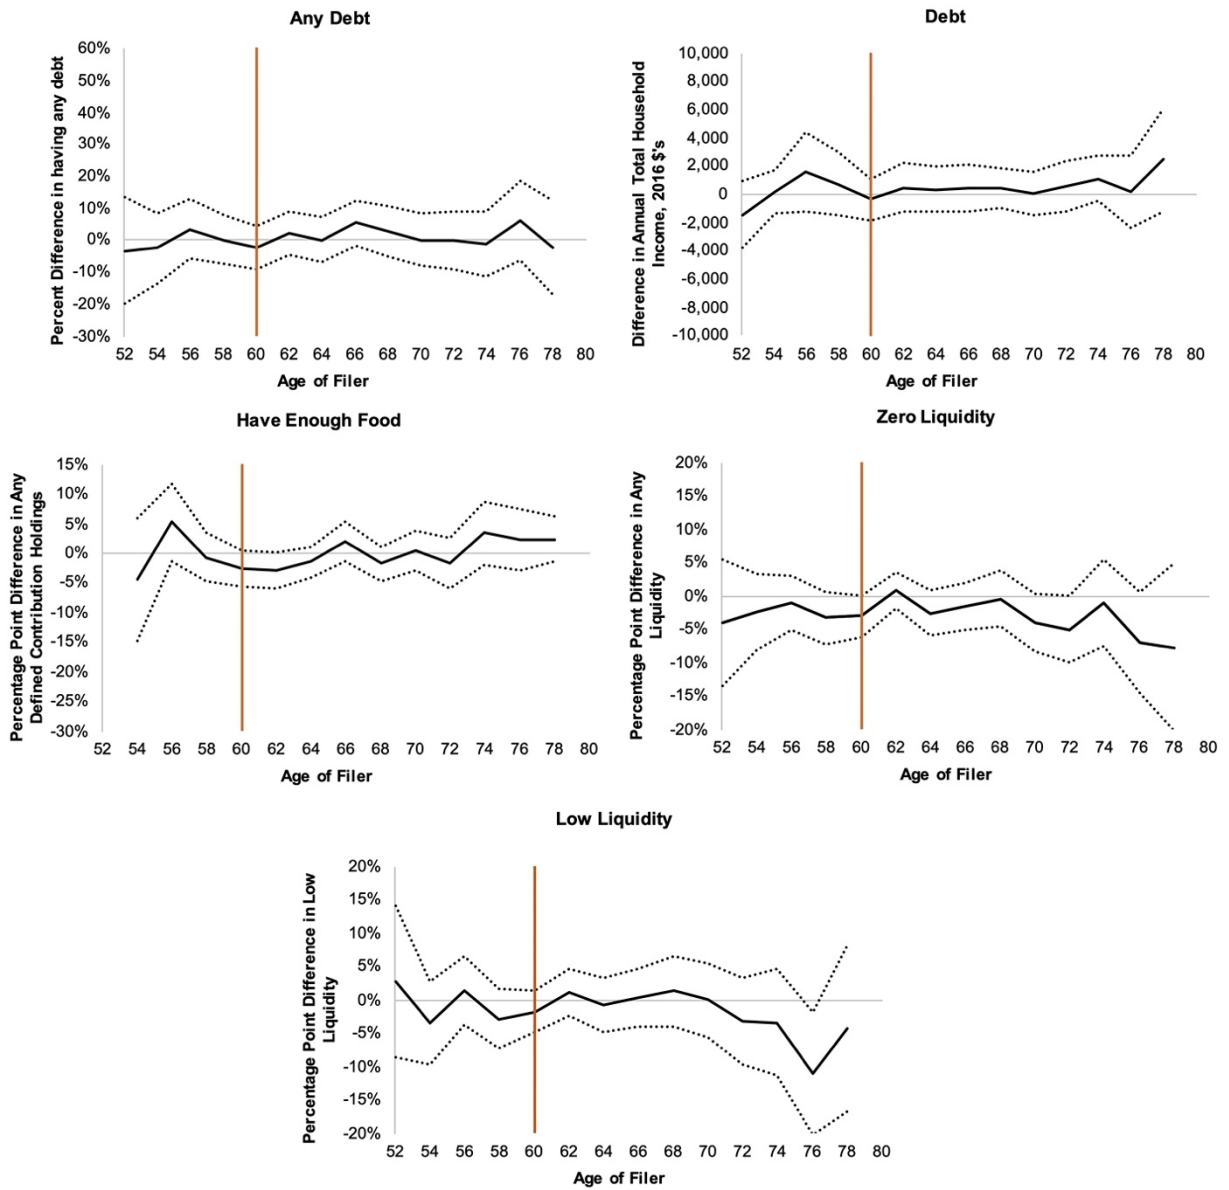 Any Debt
Percent Difference in having any debt
60%
50%
40%
30%
20%
10%
0%
-10%
-20%
-30%
52 54 56 58 60 62 64 66 68 70 72 74 76 78 80
Age of Filer
Debt
Difference in Annual Total Household
Income, 2016 $'s
10,000
8,000
6,000
4,000
2,000
0
-2,000
-4,000
-6,000
-8,000
-10,000
52 54 56 58 60 62 64 66 68 70 72 74 76 78 80
Age of Filer
Have Enough Food
Percentage Point Difference in Any
Defined Contribution Holdings
15%
10%
5%
0%
-5%
-10%
-15%
-20%
-25%
-30%
52 54 56 58 60 62 64 66 68 70 72 74 76 78 80
Age of Filer
Zero Liquidity
Percentage Point Difference in Any
Liquidity
20%
15%
10%
5%
0%
-5%
-10%
-15%
-20%
52 54 56 58 60 62 64 66 68 70 72 74 76 78 80
Age of Filer
Low Liquidity
Percentage Point Difference in Low
Liquidity
20%
15%
10%
5%
0%
-5%
-10%
-15%
-20%
52 54 56 58 60 62 64 66 68 70 72 74 76 78 80
Age of Filer